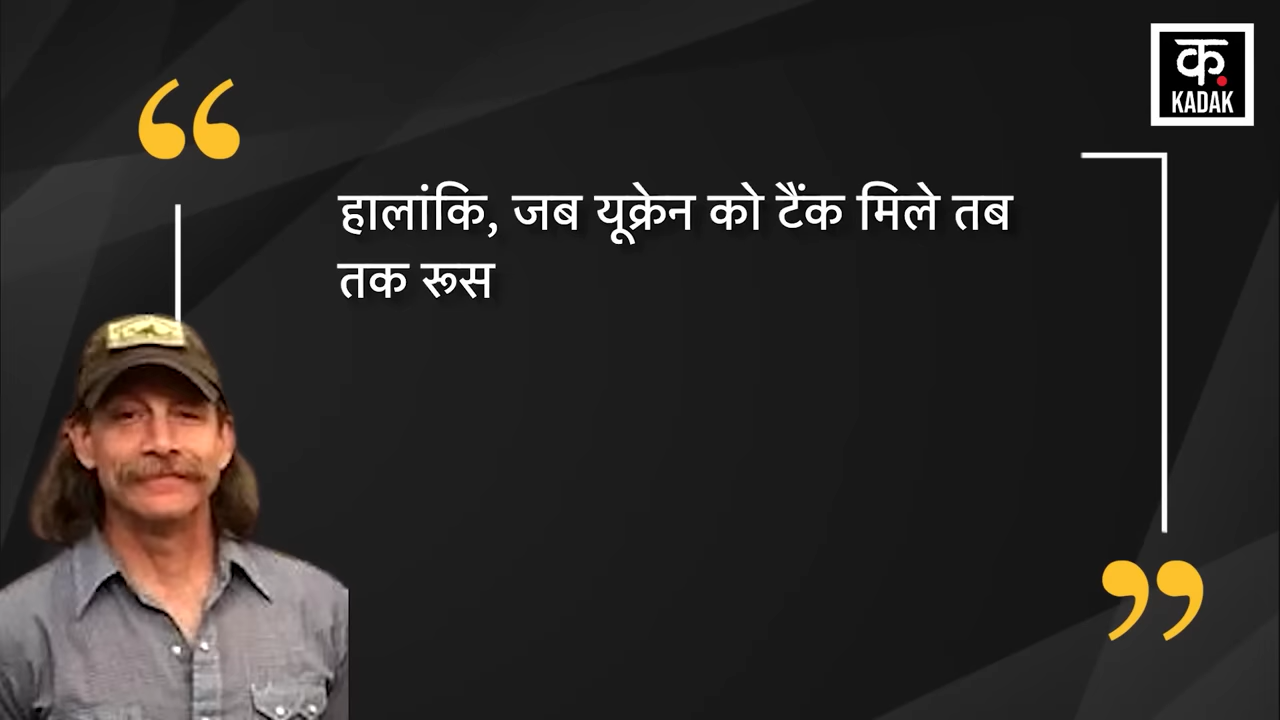 क.
KADAK
हालांकि, जब यूक्रेन को टैंक मिले तब
तक रूस